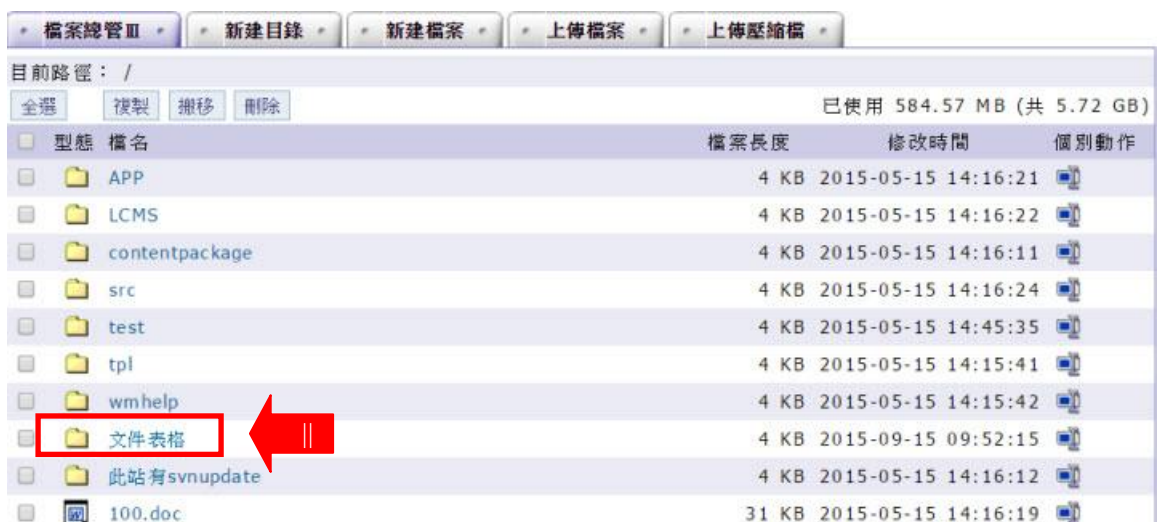 檔案總管III 新建目錄 新建檔案 上傳檔案 上傳壓縮檔
目前路徑： /
全選 複製 搬移 刪除 已使用 584.57 MB (共 5.72 GB)
型態 檔名 檔案長度 修改時間 個別動作
APP 4 KB 2015-05-15 14:16:21
LCMS 4 KB 2015-05-15 14:16:22
contentpackage 4 KB 2015-05-15 14:16:11
src 4 KB 2015-05-15 14:16:24
test 4 KB 2015-05-15 14:45:35
tpl 4 KB 2015-05-15 14:15:41
wmhelp 4 KB 2015-05-15 14:15:42
文件表格 4 KB 2015-09-15 09:52:15
此站有svnupdate 4 KB 2015-05-15 14:16:12
100.doc 31 KB 2015-05-15 14:16:19